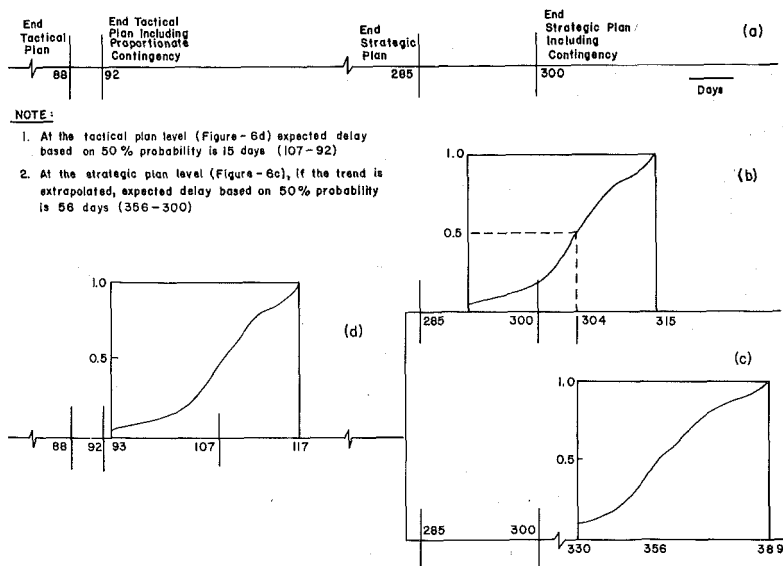 End
Tactical
Plan
88
End Tactical
Plan Including
Proportionate
Contingency
92
End
Strategic
Plan
285
End
Strategic Plan
Including
Contingency
300
(a)
Days
NOTE:
1. At the tactical plan level (Figure-6d) expected delay
based on 50% probability is 15 days (107-92)
2. At the strategic plan level (Figure-6c), if the trend is
extrapolated, expected delay based on 50% probability
is 56 days (356-300)
1.0
(b)
0.5
285
300
304
315
1.0
(d)
0.5
88
92
93
107
117
(c)
1.0
0.5
285
300
330
356
389